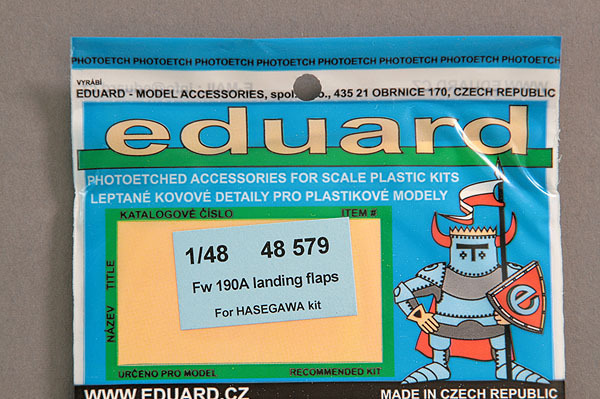 PHOTOETCH PHOTOETCH PHOTOETCH PHOTOETCH PHOTOETCH PHOTOETCH PHOTOETCH PHOTOETCH PHOTOETCH
VYRÁBÍ
EDUARD - MODEL ACCESSORIES, spol. o., 435 21 OBRNICE 170, CZECH REPUBLIC
eduard
PHOTOETCHED ACCESSORIES FOR SCALE PLASTIC KITS
LEPTANÉ KOVOVÉ DETAILY PRO PLASTIKOVÉ MODELY
KATALOGOVÉ ČÍSLO ITEM #
1/48 48 579
Fw 190A landing flaps
For HASEGAWA kit
NÁZEV TITLE
e
URČENO PRO MODEL RECOMMENDED KIT
WWW.EDUARD.CZ MADE IN CZECH REPUBLIC